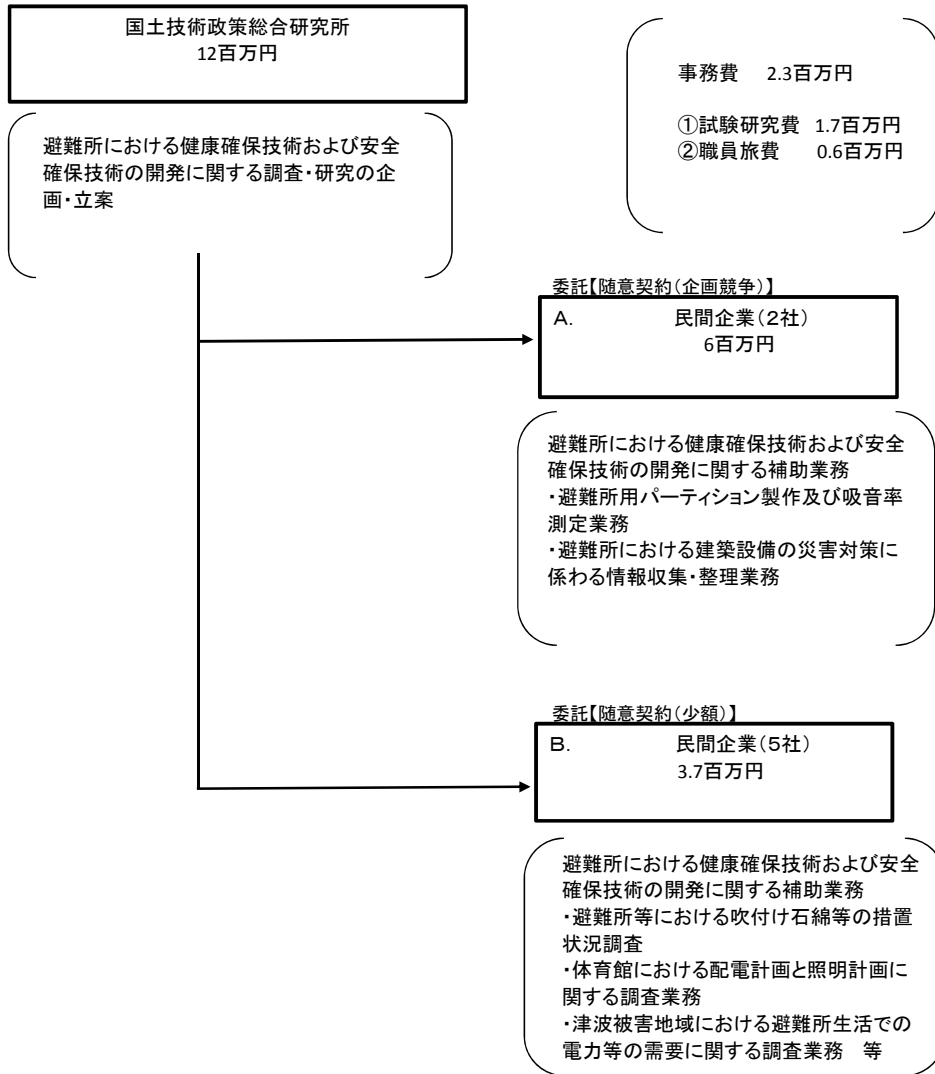 国土技術政策総合研究所
12百万円
避難所における健康確保技術および安全
確保技術の開発に関する調査・研究の企
画・立案
事務費　2.3百万円
①試験研究費　1.7百万円
②職員旅費　0.6百万円
委託【随意契約（企画競争）】
A.　民間企業（2社）
6百万円
避難所における健康確保技術および安全
確保技術の開発に関する補助業務
・避難所用パーティション製作及び吸音率
測定業務
・避難所における建築設備の災害対策に
係わる情報収集・整理業務
委託【随意契約（少額）】
B.　民間企業（5社）
3.7百万円
避難所における健康確保技術および安全
確保技術の開発に関する補助業務
・避難所等における吹付け石綿等の措置
状況調査
・体育館における配電計画と照明計画に
関する調査業務
・津波被害地域における避難所生活での
電力等の需要に関する調査業務　等